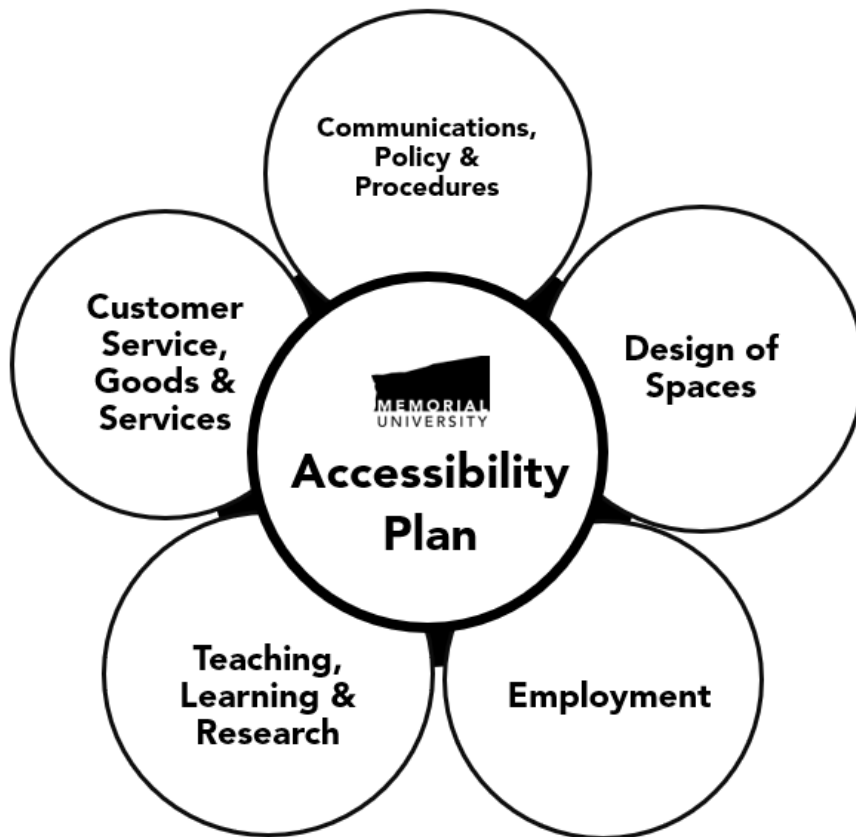 Communications,
Policy &
Procedures
Customer
Service,
Goods &
Services
Design of
Spaces
MEMORIAL
UNIVERSITY
Accessibility
Plan
Teaching,
Learning &
Research
Employment